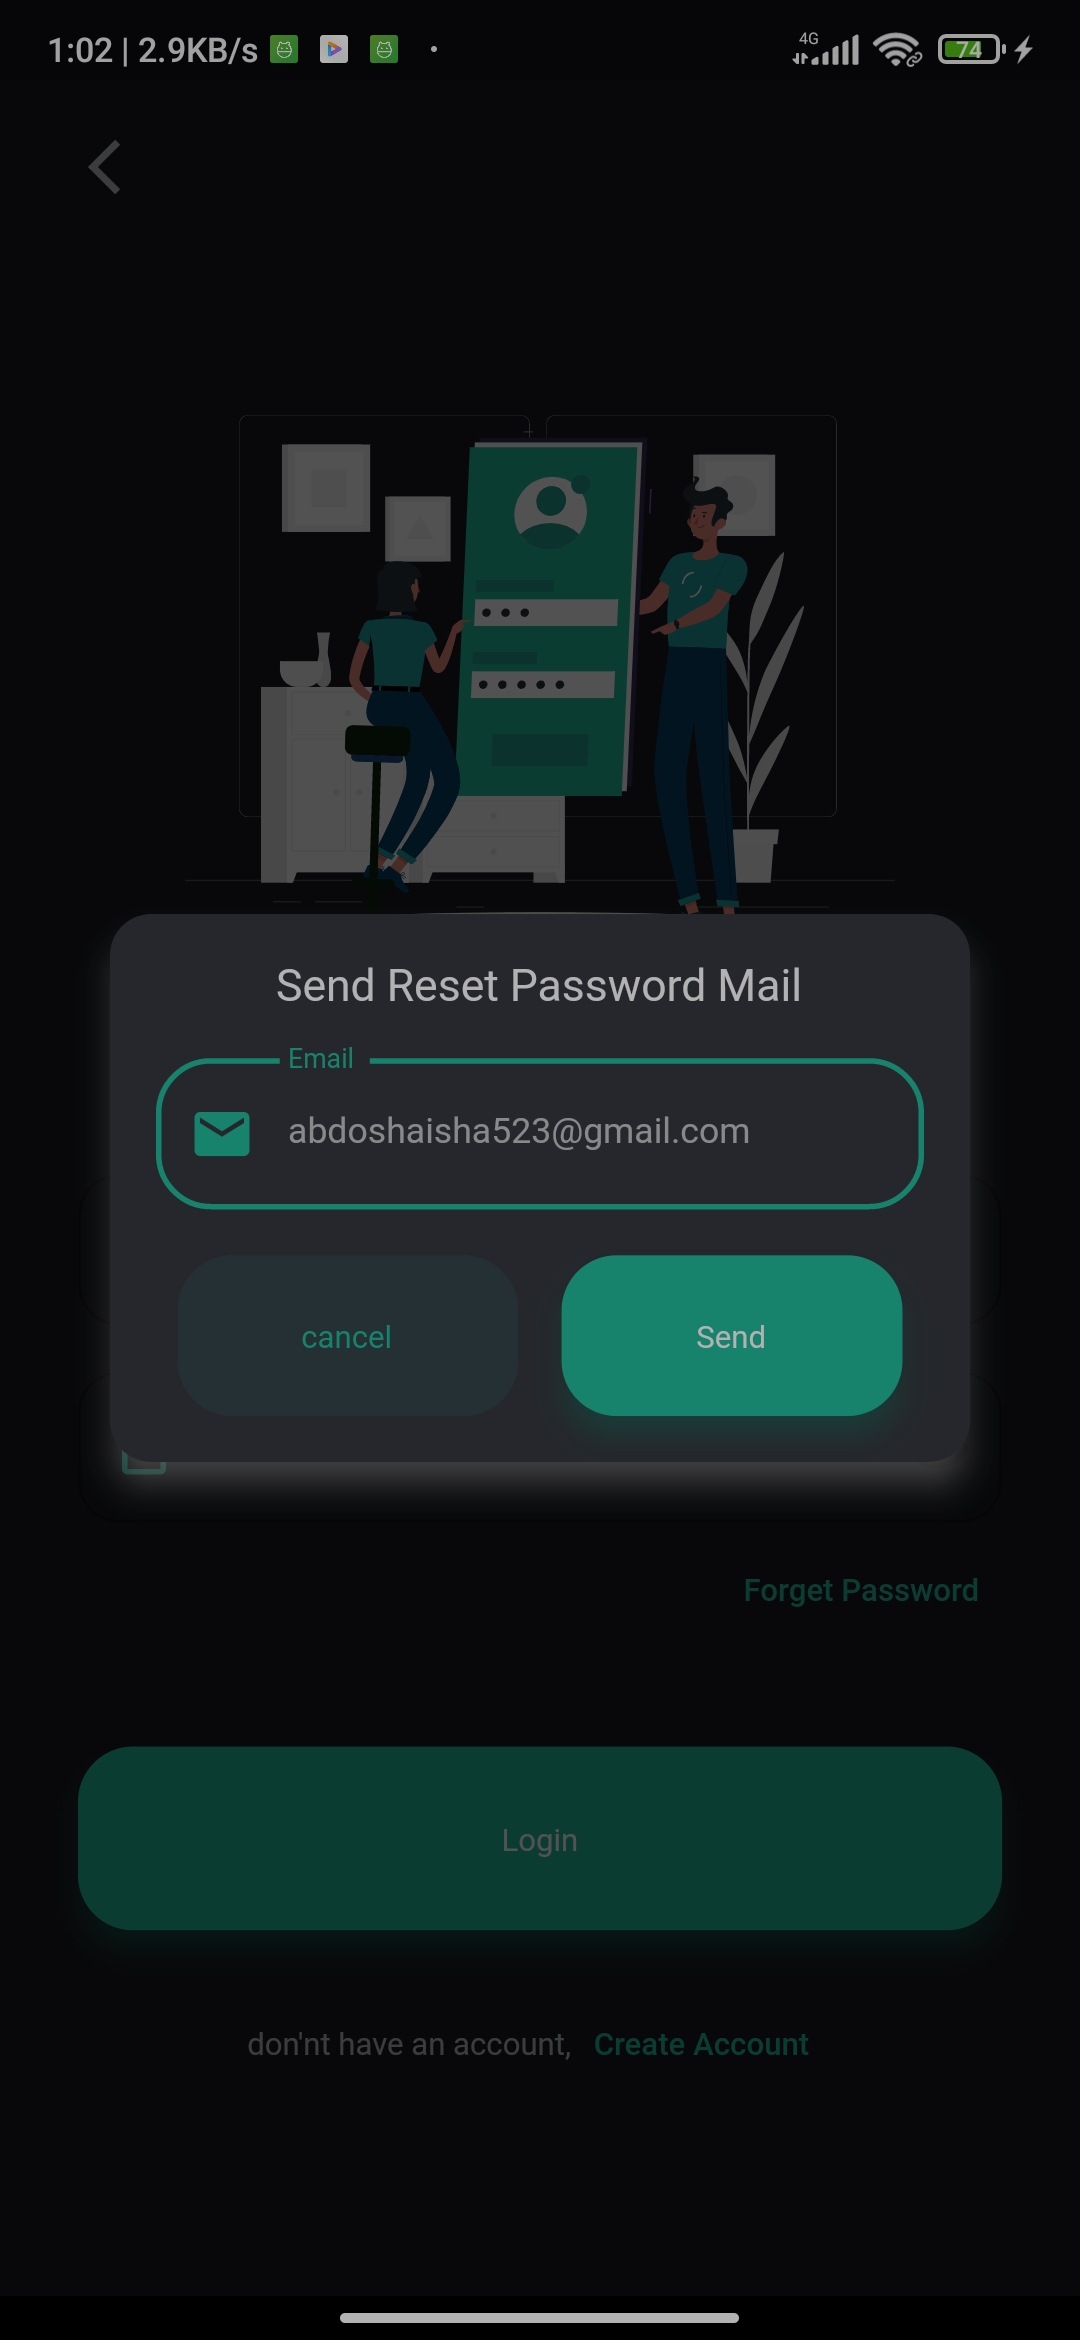 1:02 | 2.9KB/s
4G
74
Send Reset Password Mail
Email
abdoshaisha523@gmail.com
cancel Send
Forget Password
Login
don'nt have an account, Create Account